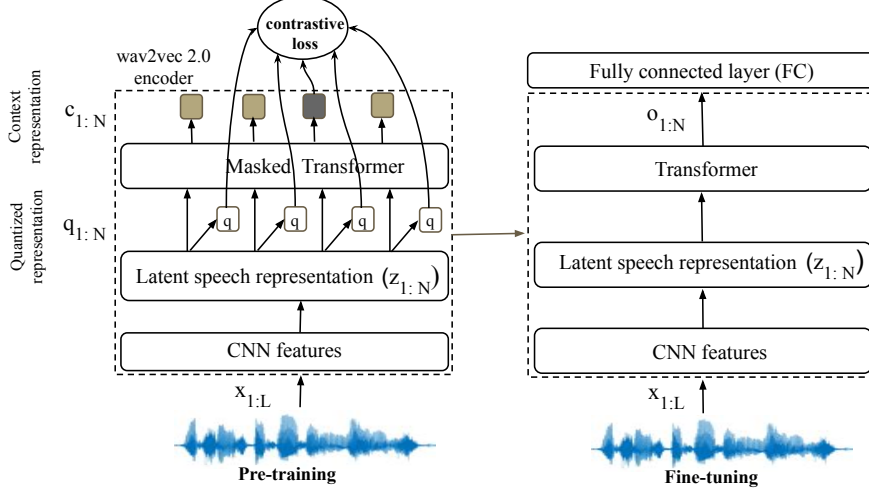 contrastive
loss
wav2vec 2.0
encoder
Context
representation
c1: N
Masked Transformer
Quantized
representation
q1: N
q
q
q
q
Latent speech representation (z1: N)
CNN features
x1:L
Pre-training
Fully connected layer (FC)
o1:N
Transformer
Latent speech representation (z1: N)
CNN features
x1:L
Fine-tuning